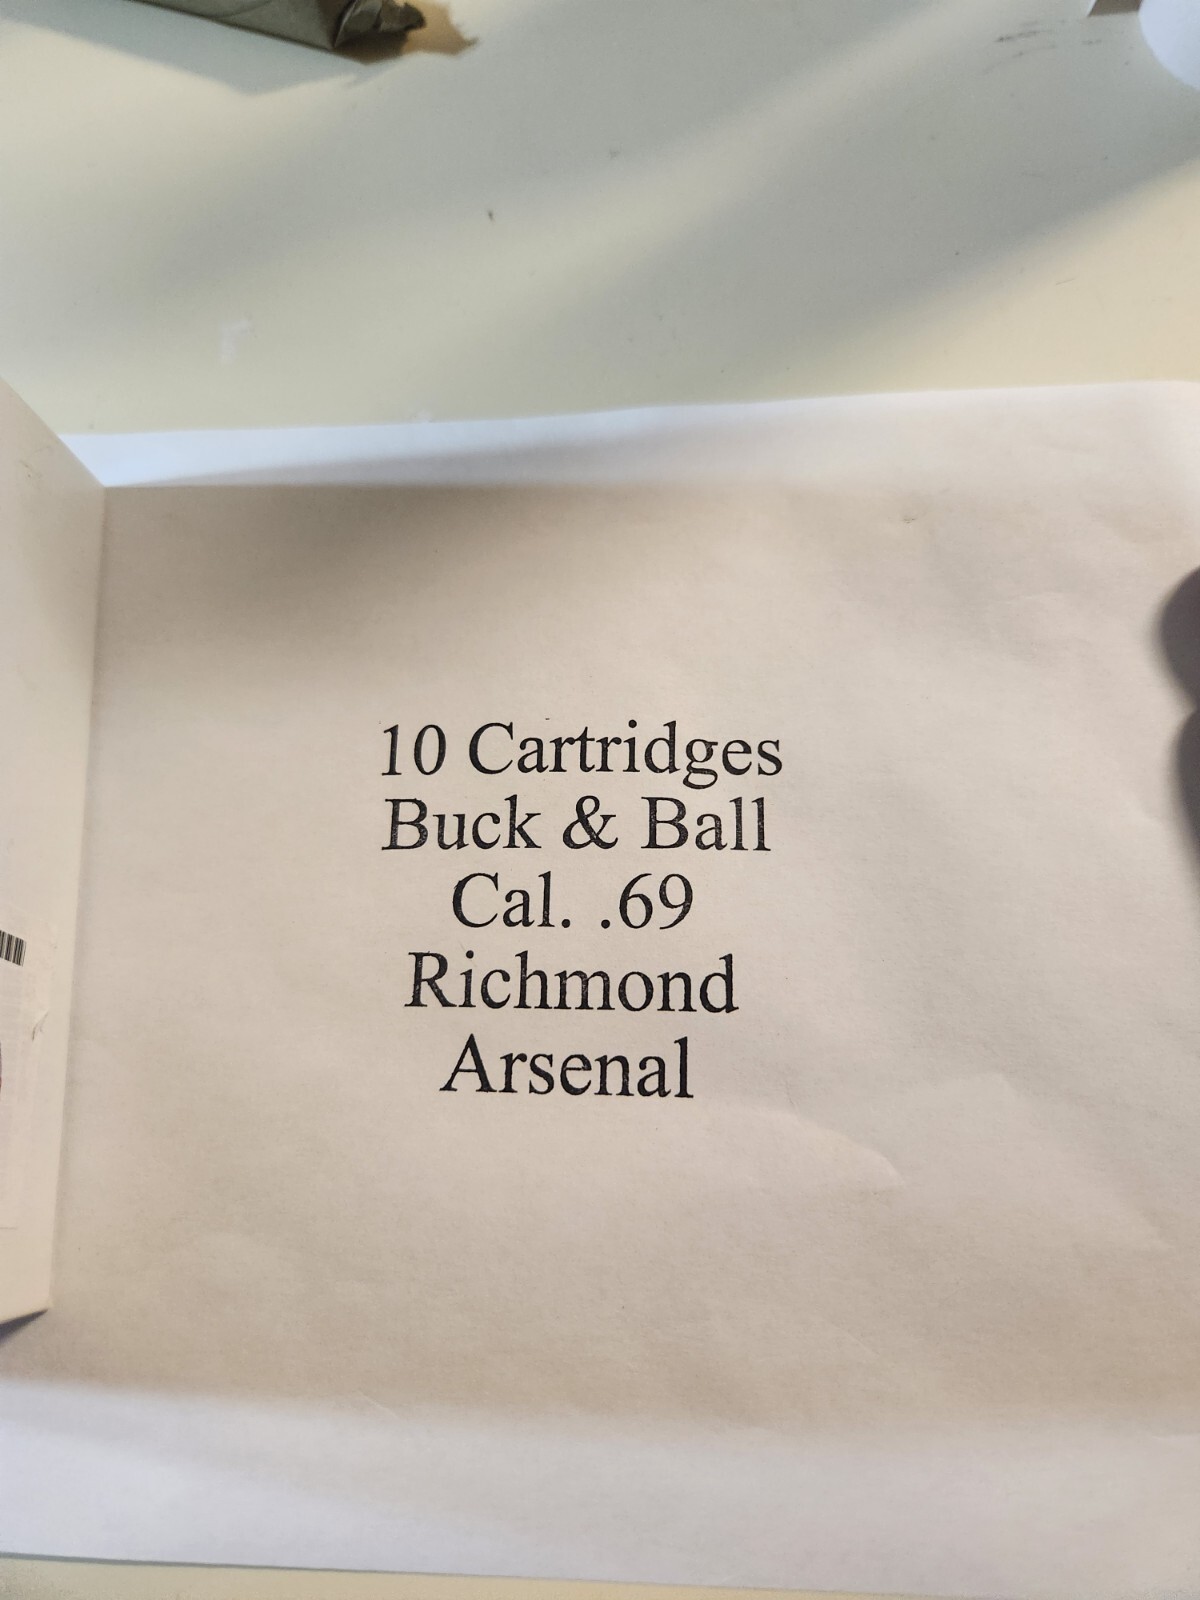 10 Cartridges
Buck & Ball
Cal. .69
Richmond
Arsenal